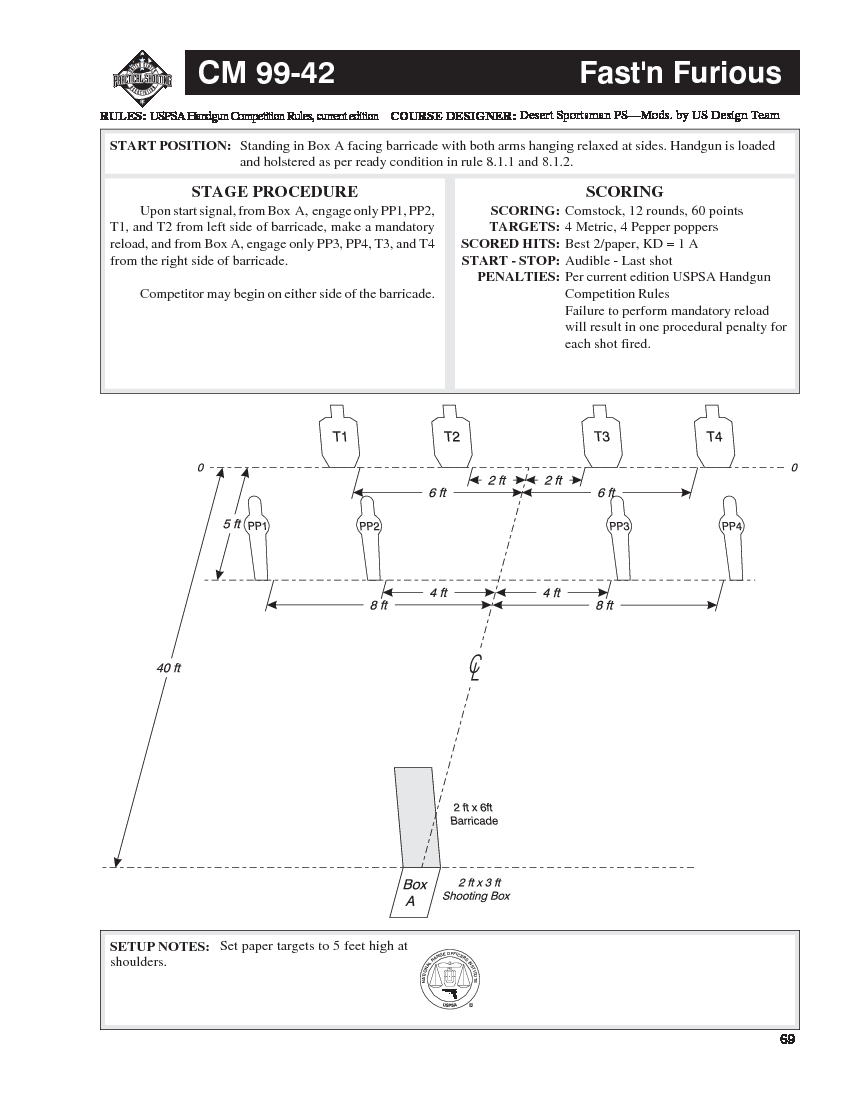 CM 99-42 Fast'n Furious
PRACTICAL SHOOTING
RULES: USPSA Handgun Competition Rules, current edition COURSE DESIGNER: Desert Sportsman PS—Mods. by US Design Team
START POSITION: Standing in Box A facing barricade with both arms hanging relaxed at sides. Handgun is loaded
and holstered as per ready condition in rule 8.1.1 and 8.1.2.
STAGE PROCEDURE
Upon start signal, from Box A, engage only PP1, PP2,
T1, and T2 from left side of barricade, make a mandatory
reload, and from Box A, engage only PP3, PP4, T3, and T4
from the right side of barricade.
Competitor may begin on either side of the barricade.
SCORING
SCORING: Comstock, 12 rounds, 60 points
TARGETS: 4 Metric, 4 Pepper poppers
SCORED HITS: Best 2/paper, KD = 1 A
START - STOP: Audible - Last shot
PENALTIES: Per current edition USPSA Handgun
Competition Rules
Failure to perform mandatory reload
will result in one procedural penalty for
each shot fired.
T1 T2 T3 T4
0 0
2 ft 2 ft
6 ft 6 ft
5 ft PP1 PP2 PP3 PP4
4 ft 4 ft
8 ft 8 ft
CL
40 ft
2 ft x 6ft
Barricade
Box
A
2 ft x 3 ft
Shooting Box
SETUP NOTES: Set paper targets to 5 feet high at
shoulders.
NATIONAL RANGE OFFICERS INSTITUTE
USPSA
69